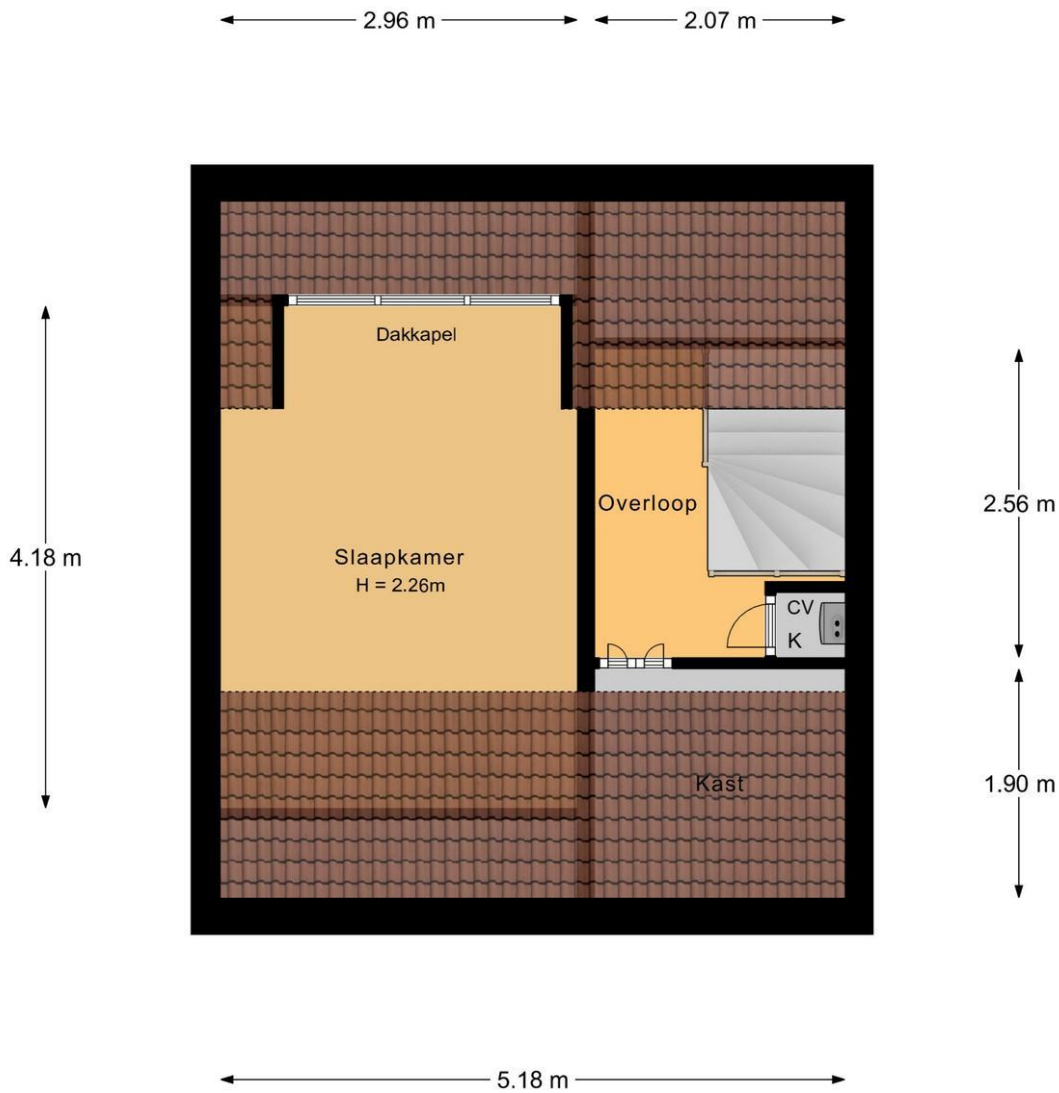 2.96 m
2.07 m
Dakkapel
Overloop
2.56 m
Slaapkamer
4.18 m
H = 2.26m
CV
K
Kast
1.90 m
5.18 m